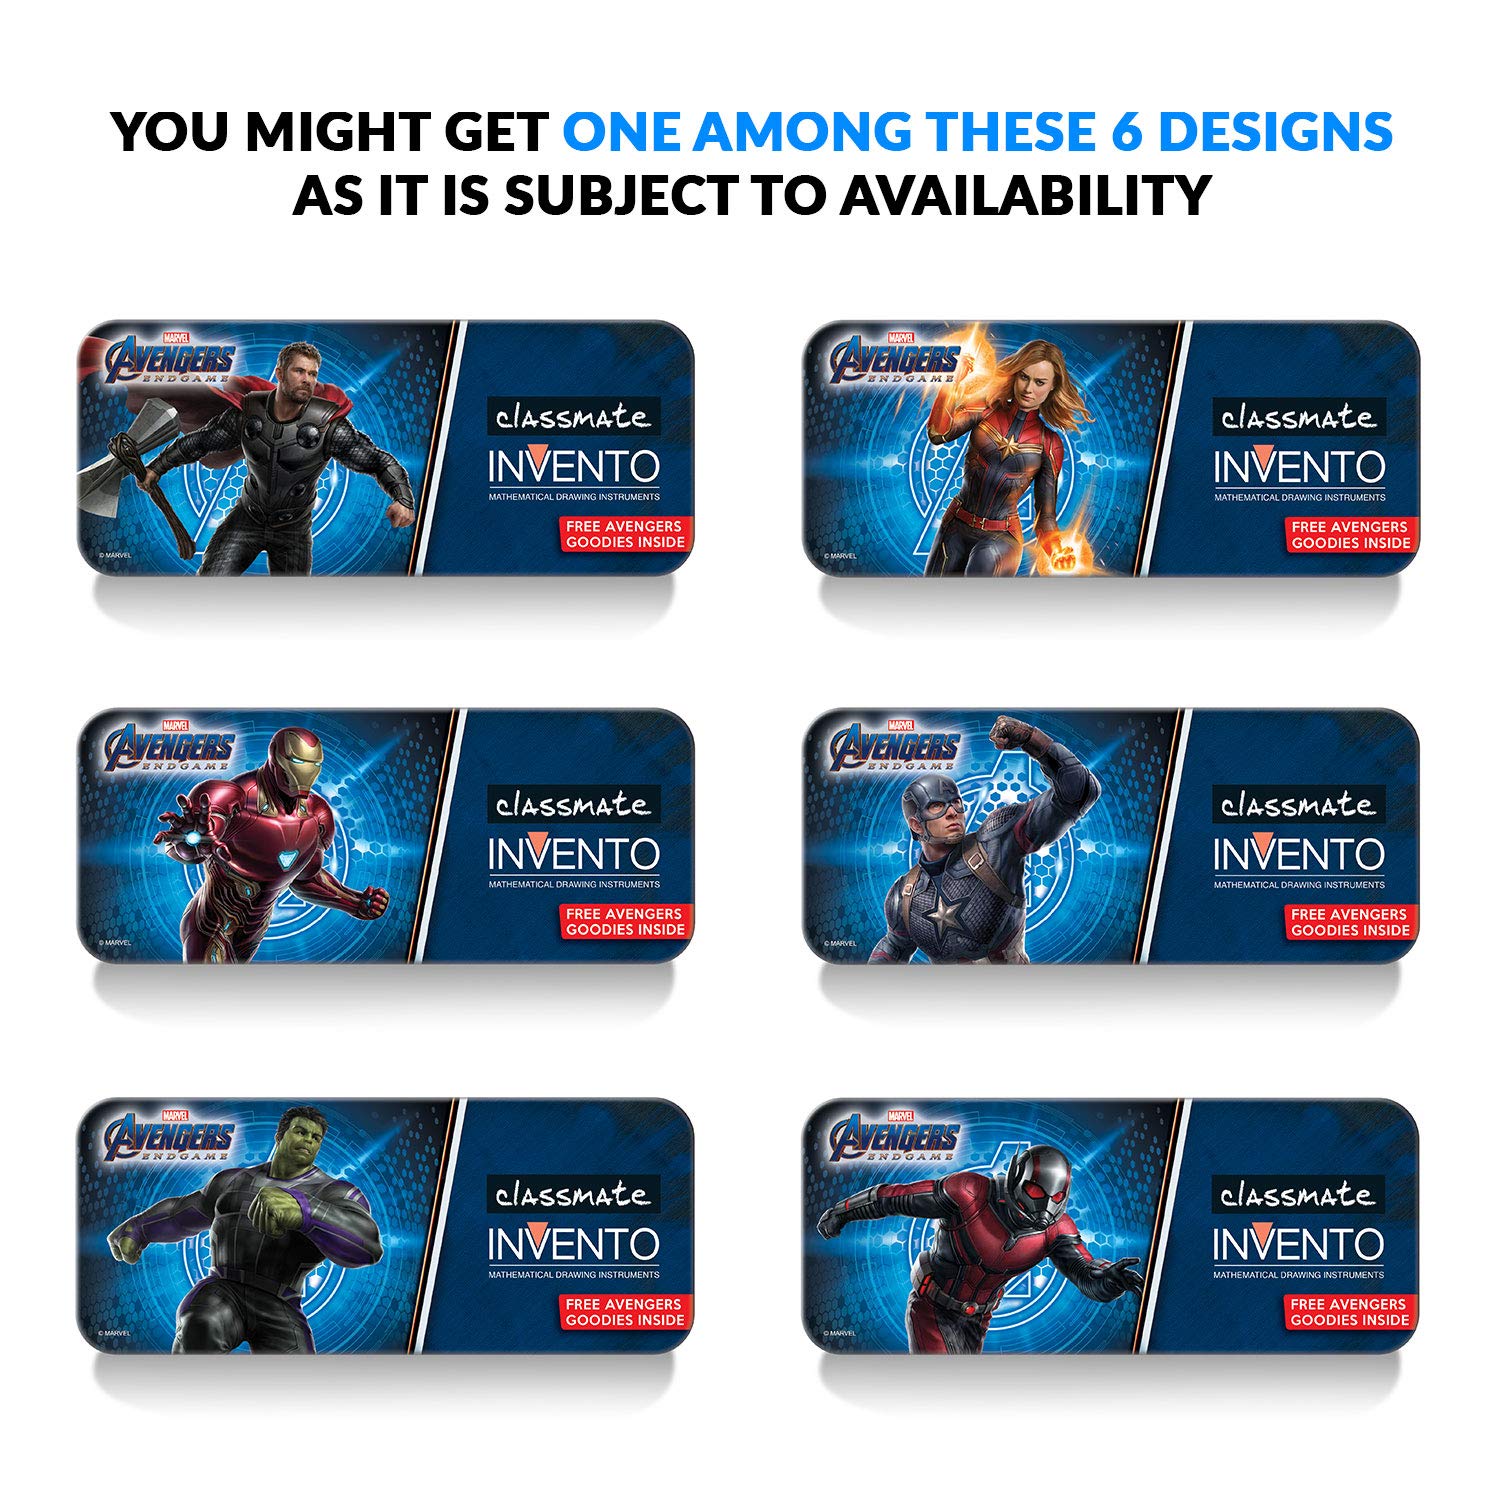 YOU MIGHT GET ONE AMONG THESE 6 DESIGNS
AS IT IS SUBJECT TO AVAILABILITY
MARVEL
AVENGERS
ENDGAME
classmate
INVENTO
MATHEMATICAL DRAWING INSTRUMENTS
FREE AVENGERS
GOODIES INSIDE
© MARVEL
MARVEL
AVENGERS
ENDGAME
classmate
INVENTO
MATHEMATICAL DRAWING INSTRUMENTS
FREE AVENGERS
GOODIES INSIDE
© MARVEL
MARVEL
AVENGERS
ENDGAME
classmate
INVENTO
MATHEMATICAL DRAWING INSTRUMENTS
FREE AVENGERS
GOODIES INSIDE
© MARVEL
MARVEL
AVENGERS
ENDGAME
classmate
INVENTO
MATHEMATICAL DRAWING INSTRUMENTS
FREE AVENGERS
GOODIES INSIDE
© MARVEL
MARVEL
AVENGERS
ENDGAME
classmate
INVENTO
MATHEMATICAL DRAWING INSTRUMENTS
FREE AVENGERS
GOODIES INSIDE
© MARVEL
MARVEL
AVENGERS
ENDGAME
classmate
INVENTO
MATHEMATICAL DRAWING INSTRUMENTS
FREE AVENGERS
GOODIES INSIDE
© MARVEL